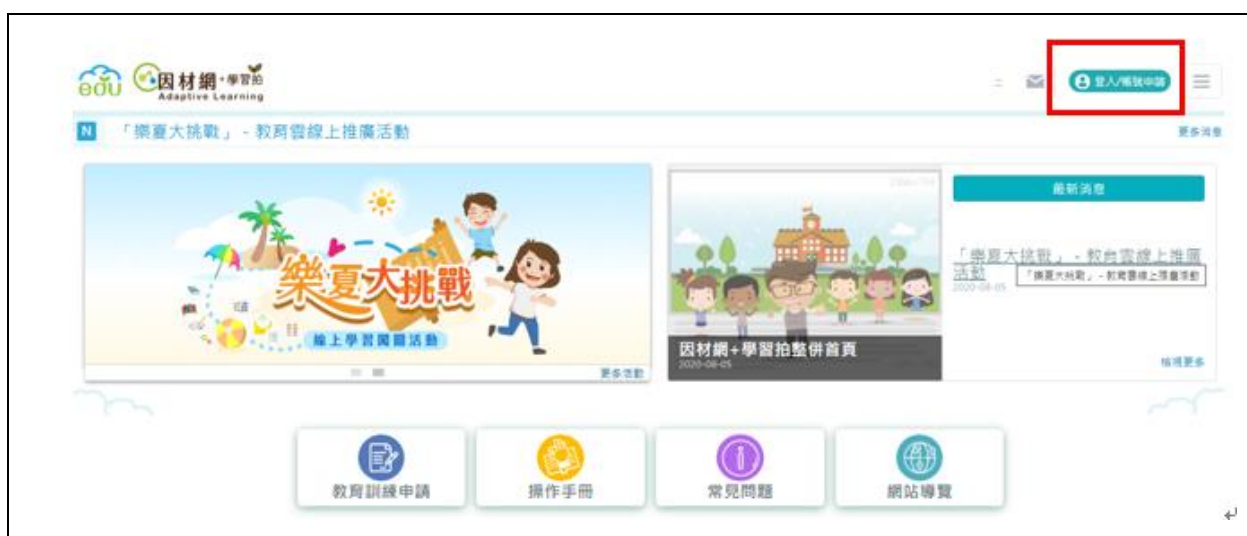 edu 因材網+學習拍
Adaptive Learning
登入/帳號申請
N 「樂夏大挑戰」 - 教育雲線上推廣活動
更多消息
樂夏大挑戰
線上學習闖關活動
更多活動
因材網+學習拍整併首頁
2020-08-05
最新消息
「樂夏大挑戰」 - 教育雲線上推廣
活動
「樂夏大挑戰」 - 教育雲線上推廣活動
2020-08-05
檢視更多
教育訓練申請
操作手冊
常見問題
網站導覽